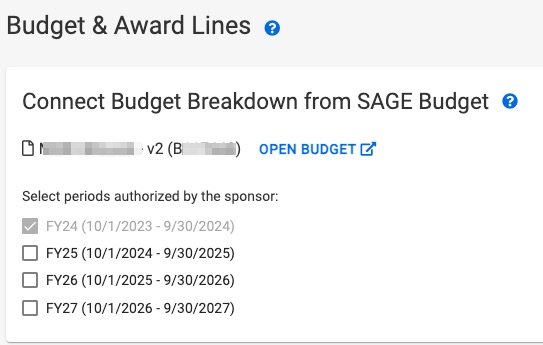 Budget & Award Lines
Connect Budget Breakdown from SAGE Budget
v2 (B ) OPEN BUDGET
Select periods authorized by the sponsor:
FY24 (10/1/2023 - 9/30/2024)
FY25 (10/1/2024 - 9/30/2025)
FY26 (10/1/2025 - 9/30/2026)
FY27 (10/1/2026 - 9/30/2027)